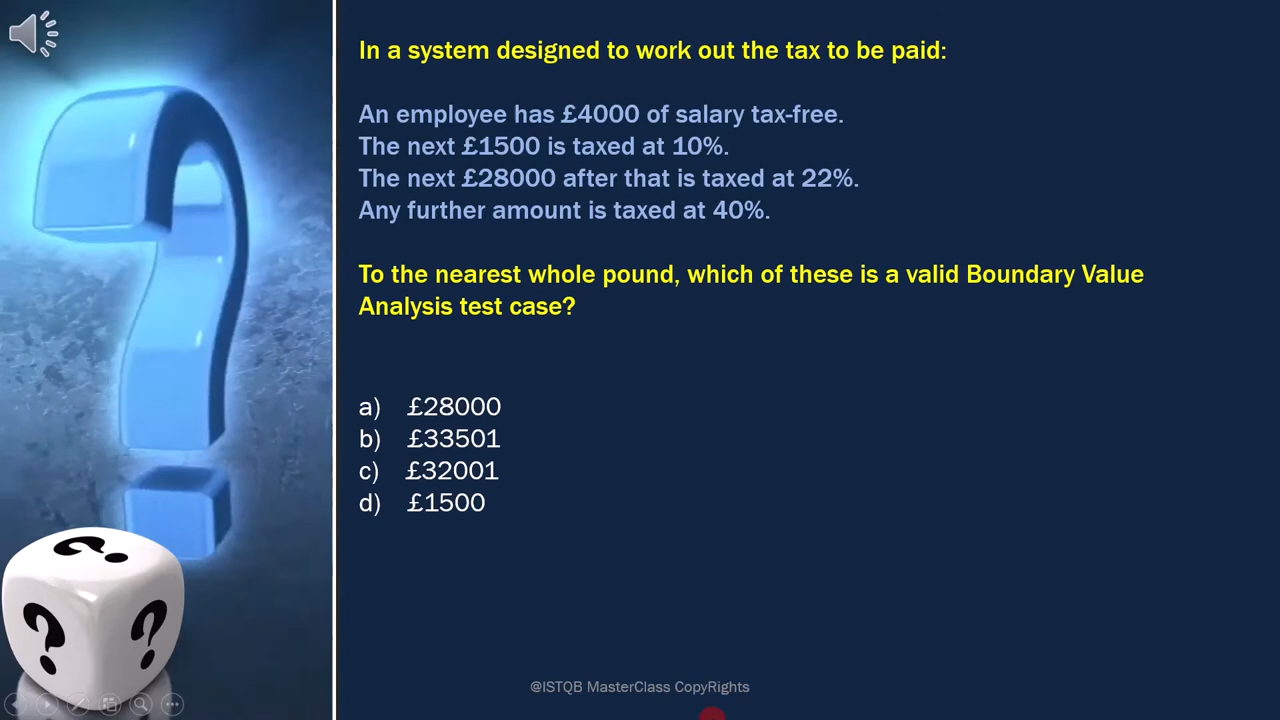 In a system designed to work out the tax to be paid:
An employee has £4000 of salary tax-free.
The next £1500 is taxed at 10%.
The next £28000 after that is taxed at 22%.
Any further amount is taxed at 40%.
To the nearest whole pound, which of these is a valid Boundary Value
Analysis test case?
a) £28000
b) £33501
c) £32001
d) £1500
@ISTQB MasterClass CopyRights